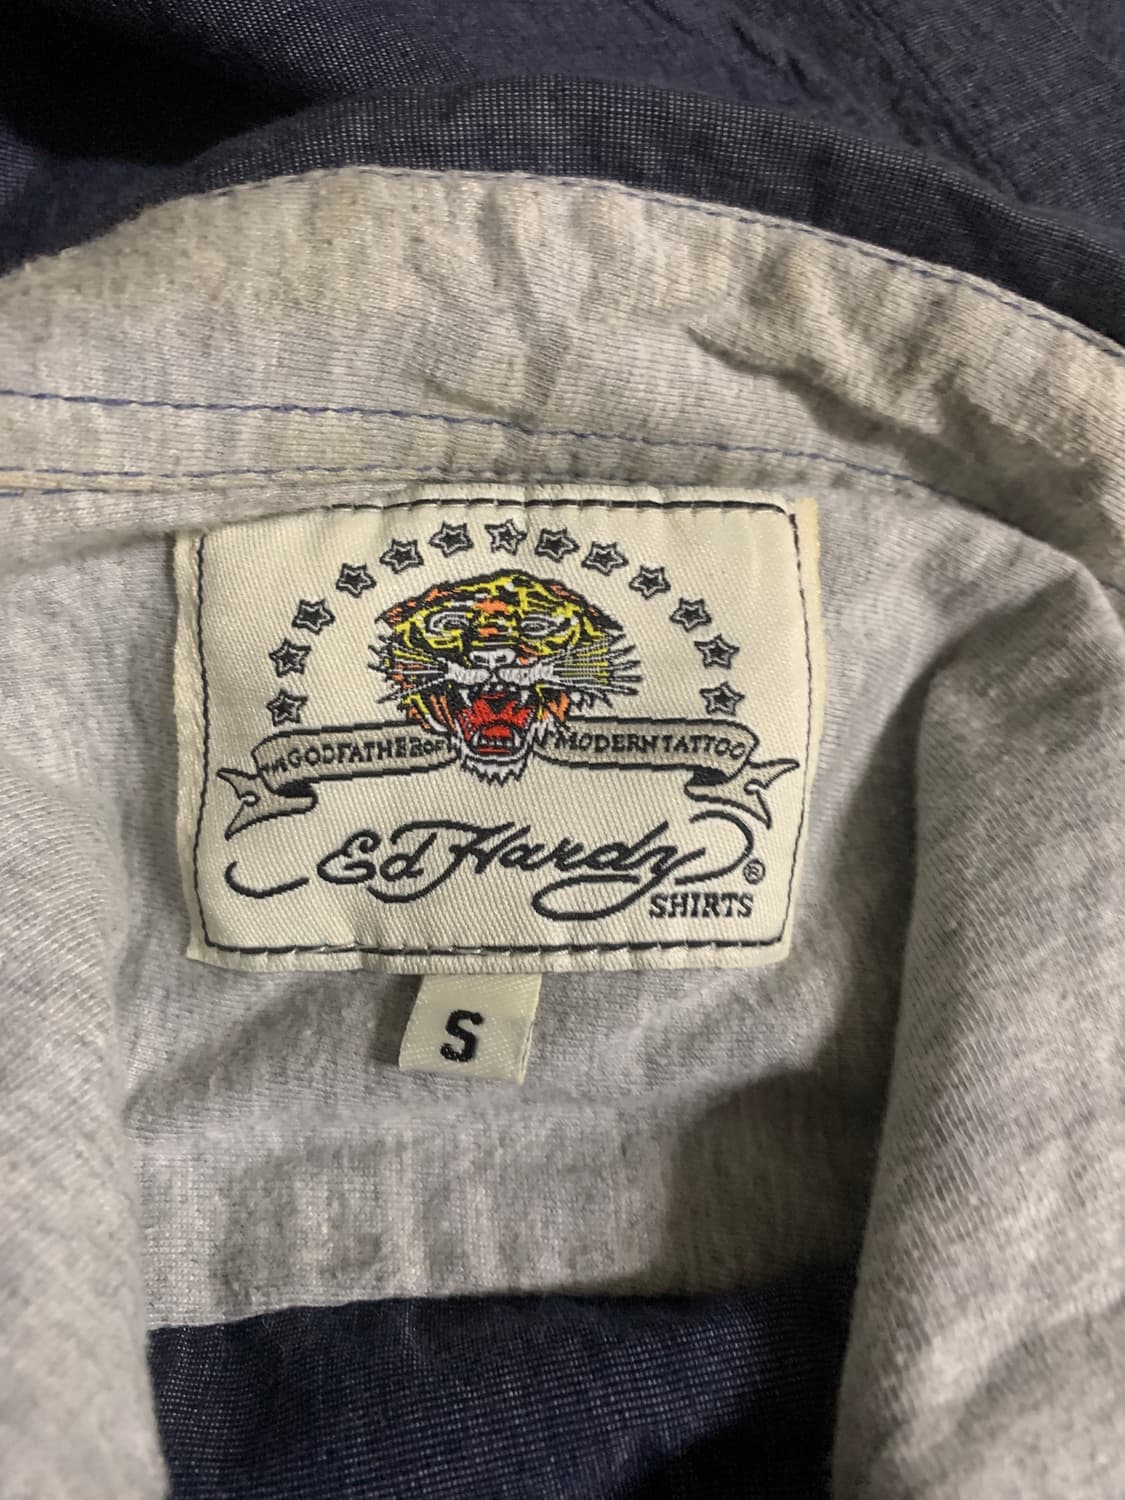 THE GODFATHER OF MODERN TATTOO
Ed Hardy®
SHIRTS
S